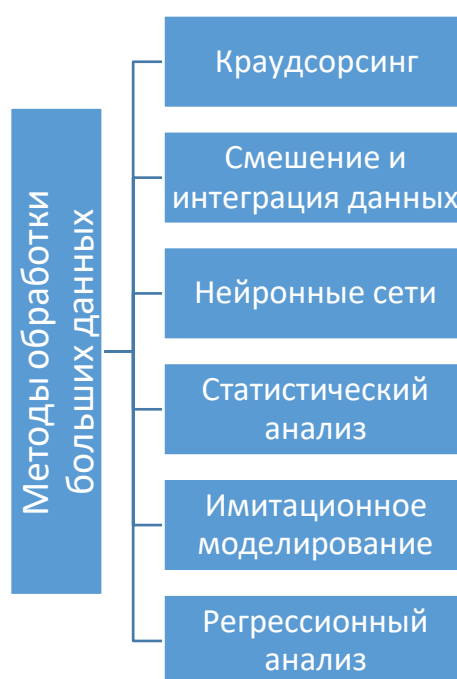 Методы обработки
больших данных
Краудсорсинг
Смешение и
интеграция данных
Нейронные сети
Статистический
анализ
Имитационное
моделирование
Регрессионный
анализ